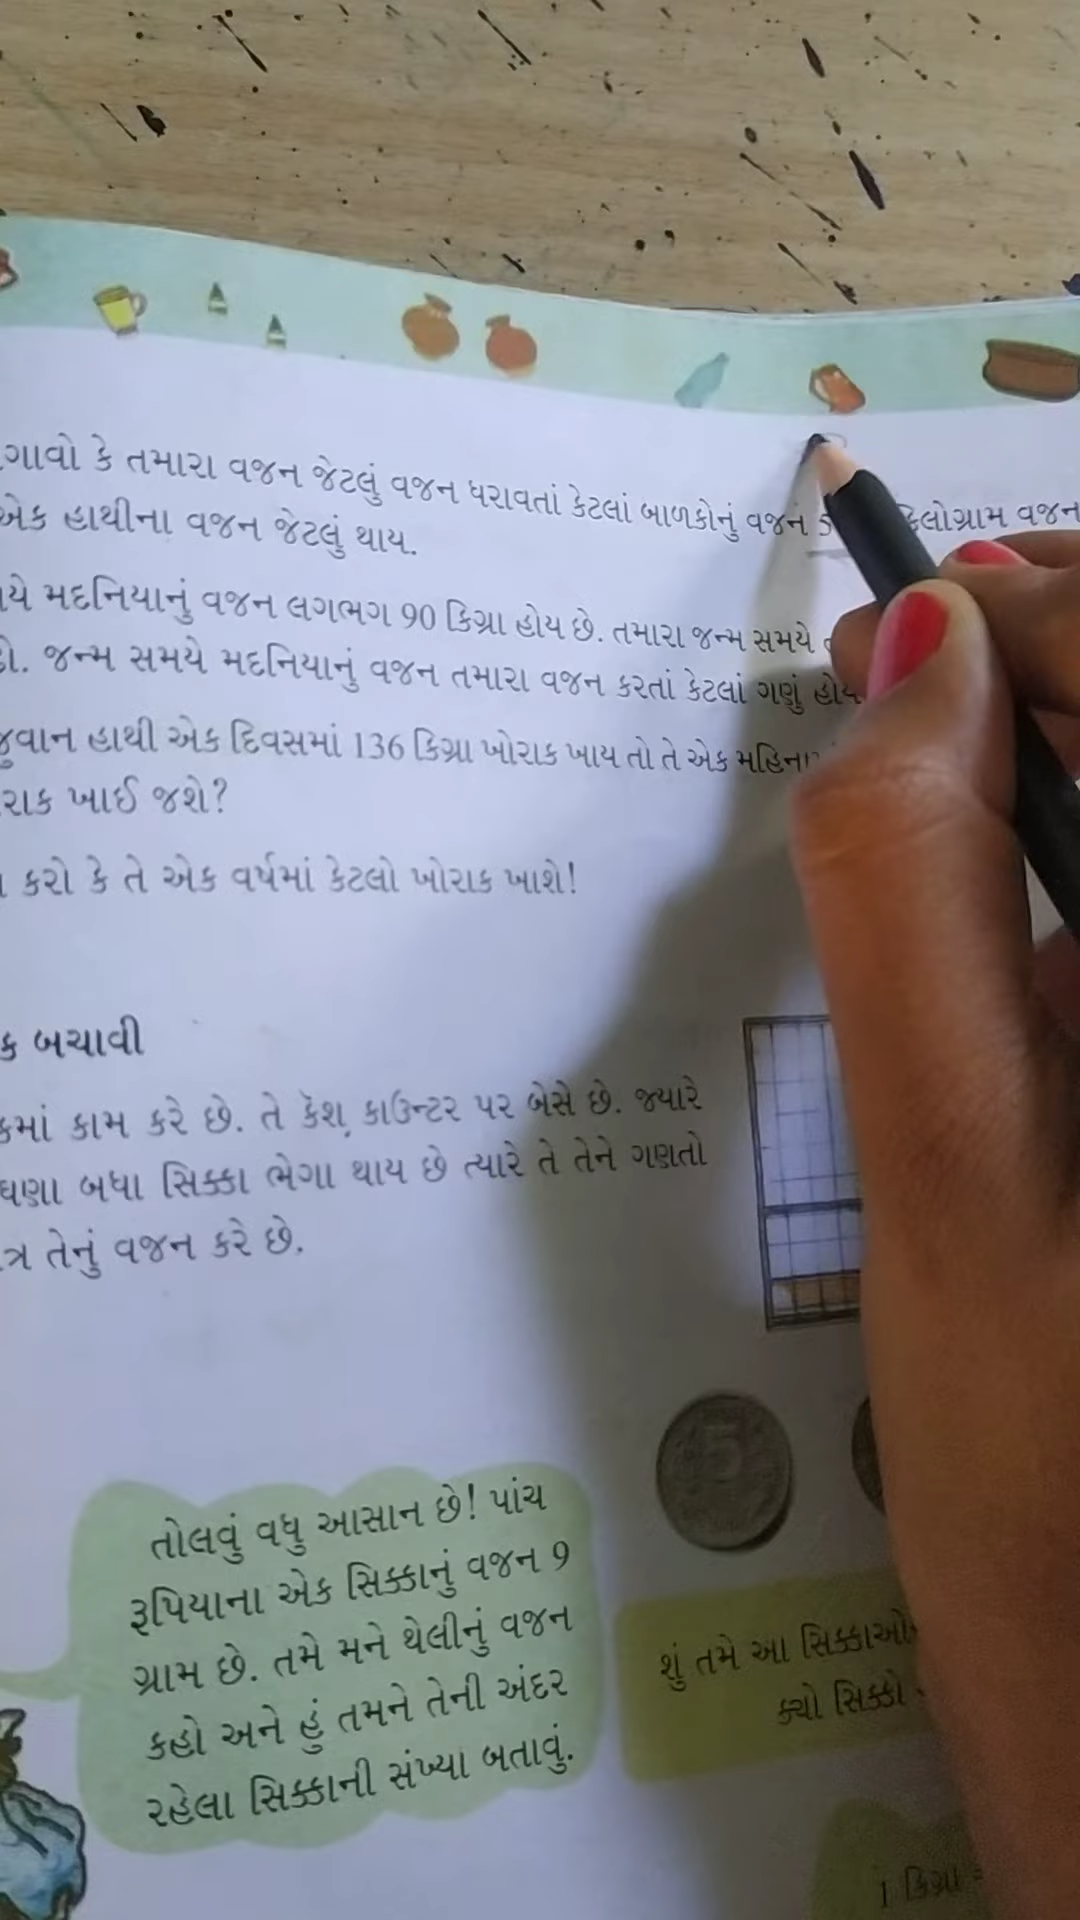 કે તમારા વજન જેટલું વજન ધરાવતાં કેટલાં બાળકોનું વજન 5 કિલોગ્રામ વજન
એક હાથીના વજન જેટલું થાય.
મદનિયાનું વજન લગભગ 90 કિગ્રા હોય છે. તમારા જન્મ સમયે
જન્મ સમયે મદનિયાનું વજન તમારા વજન કરતાં કેટલાં ગણું
જુવાન હાથી એક દિવસમાં 136 કિગ્રા ખોરાક ખાય તો તે એક
ખાઈ જશે?
કરો કે તે એક વર્ષમાં કેટલો ખોરાક ખાશે!
બચાવી
કામ કરે છે. તે કૅશ કાઉન્ટર પર બેસે છે. જ્યારે
ઘણા બધા સિક્કા ભેગા થાય છે ત્યારે તે તેને ગણતો
તેનું વજન કરે છે.
5
તોલવું વધુ આસાન છે! પાંચ
રૂપિયાના એક સિક્કાનું વજન 9
ગ્રામ છે. તમે મને થેલીનું વજન
કહો અને હું તમને તેની અંદર
રહેલા સિક્કાની સંખ્યા બતાવું.
શું તમે આ સિક્કાઓ
ક્યો સિક્કો
1 કિગ્રા =